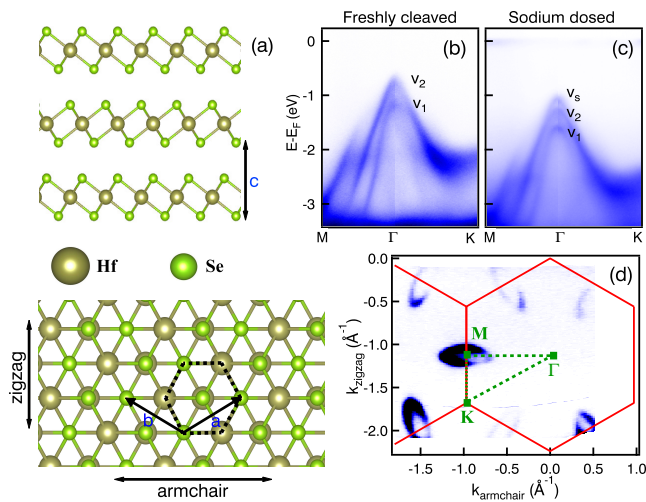 (a)
c
Hf
Se
zigzag
b
a
armchair
Freshly cleaved
Sodium dosed
(b)
(c)
E-E_F (eV)
0
-1
-2
-3
v₂
v₁
vₛ
v₂
v₁
M
Γ
K
M
Γ
K
(d)
k_zigzag (Å⁻¹)
0.0
-0.5
-1.0
-1.5
-2.0
M
Γ
K
-1.5
-1.0
-0.5
0.0
0.5
1.0
k_armchair (Å⁻¹)